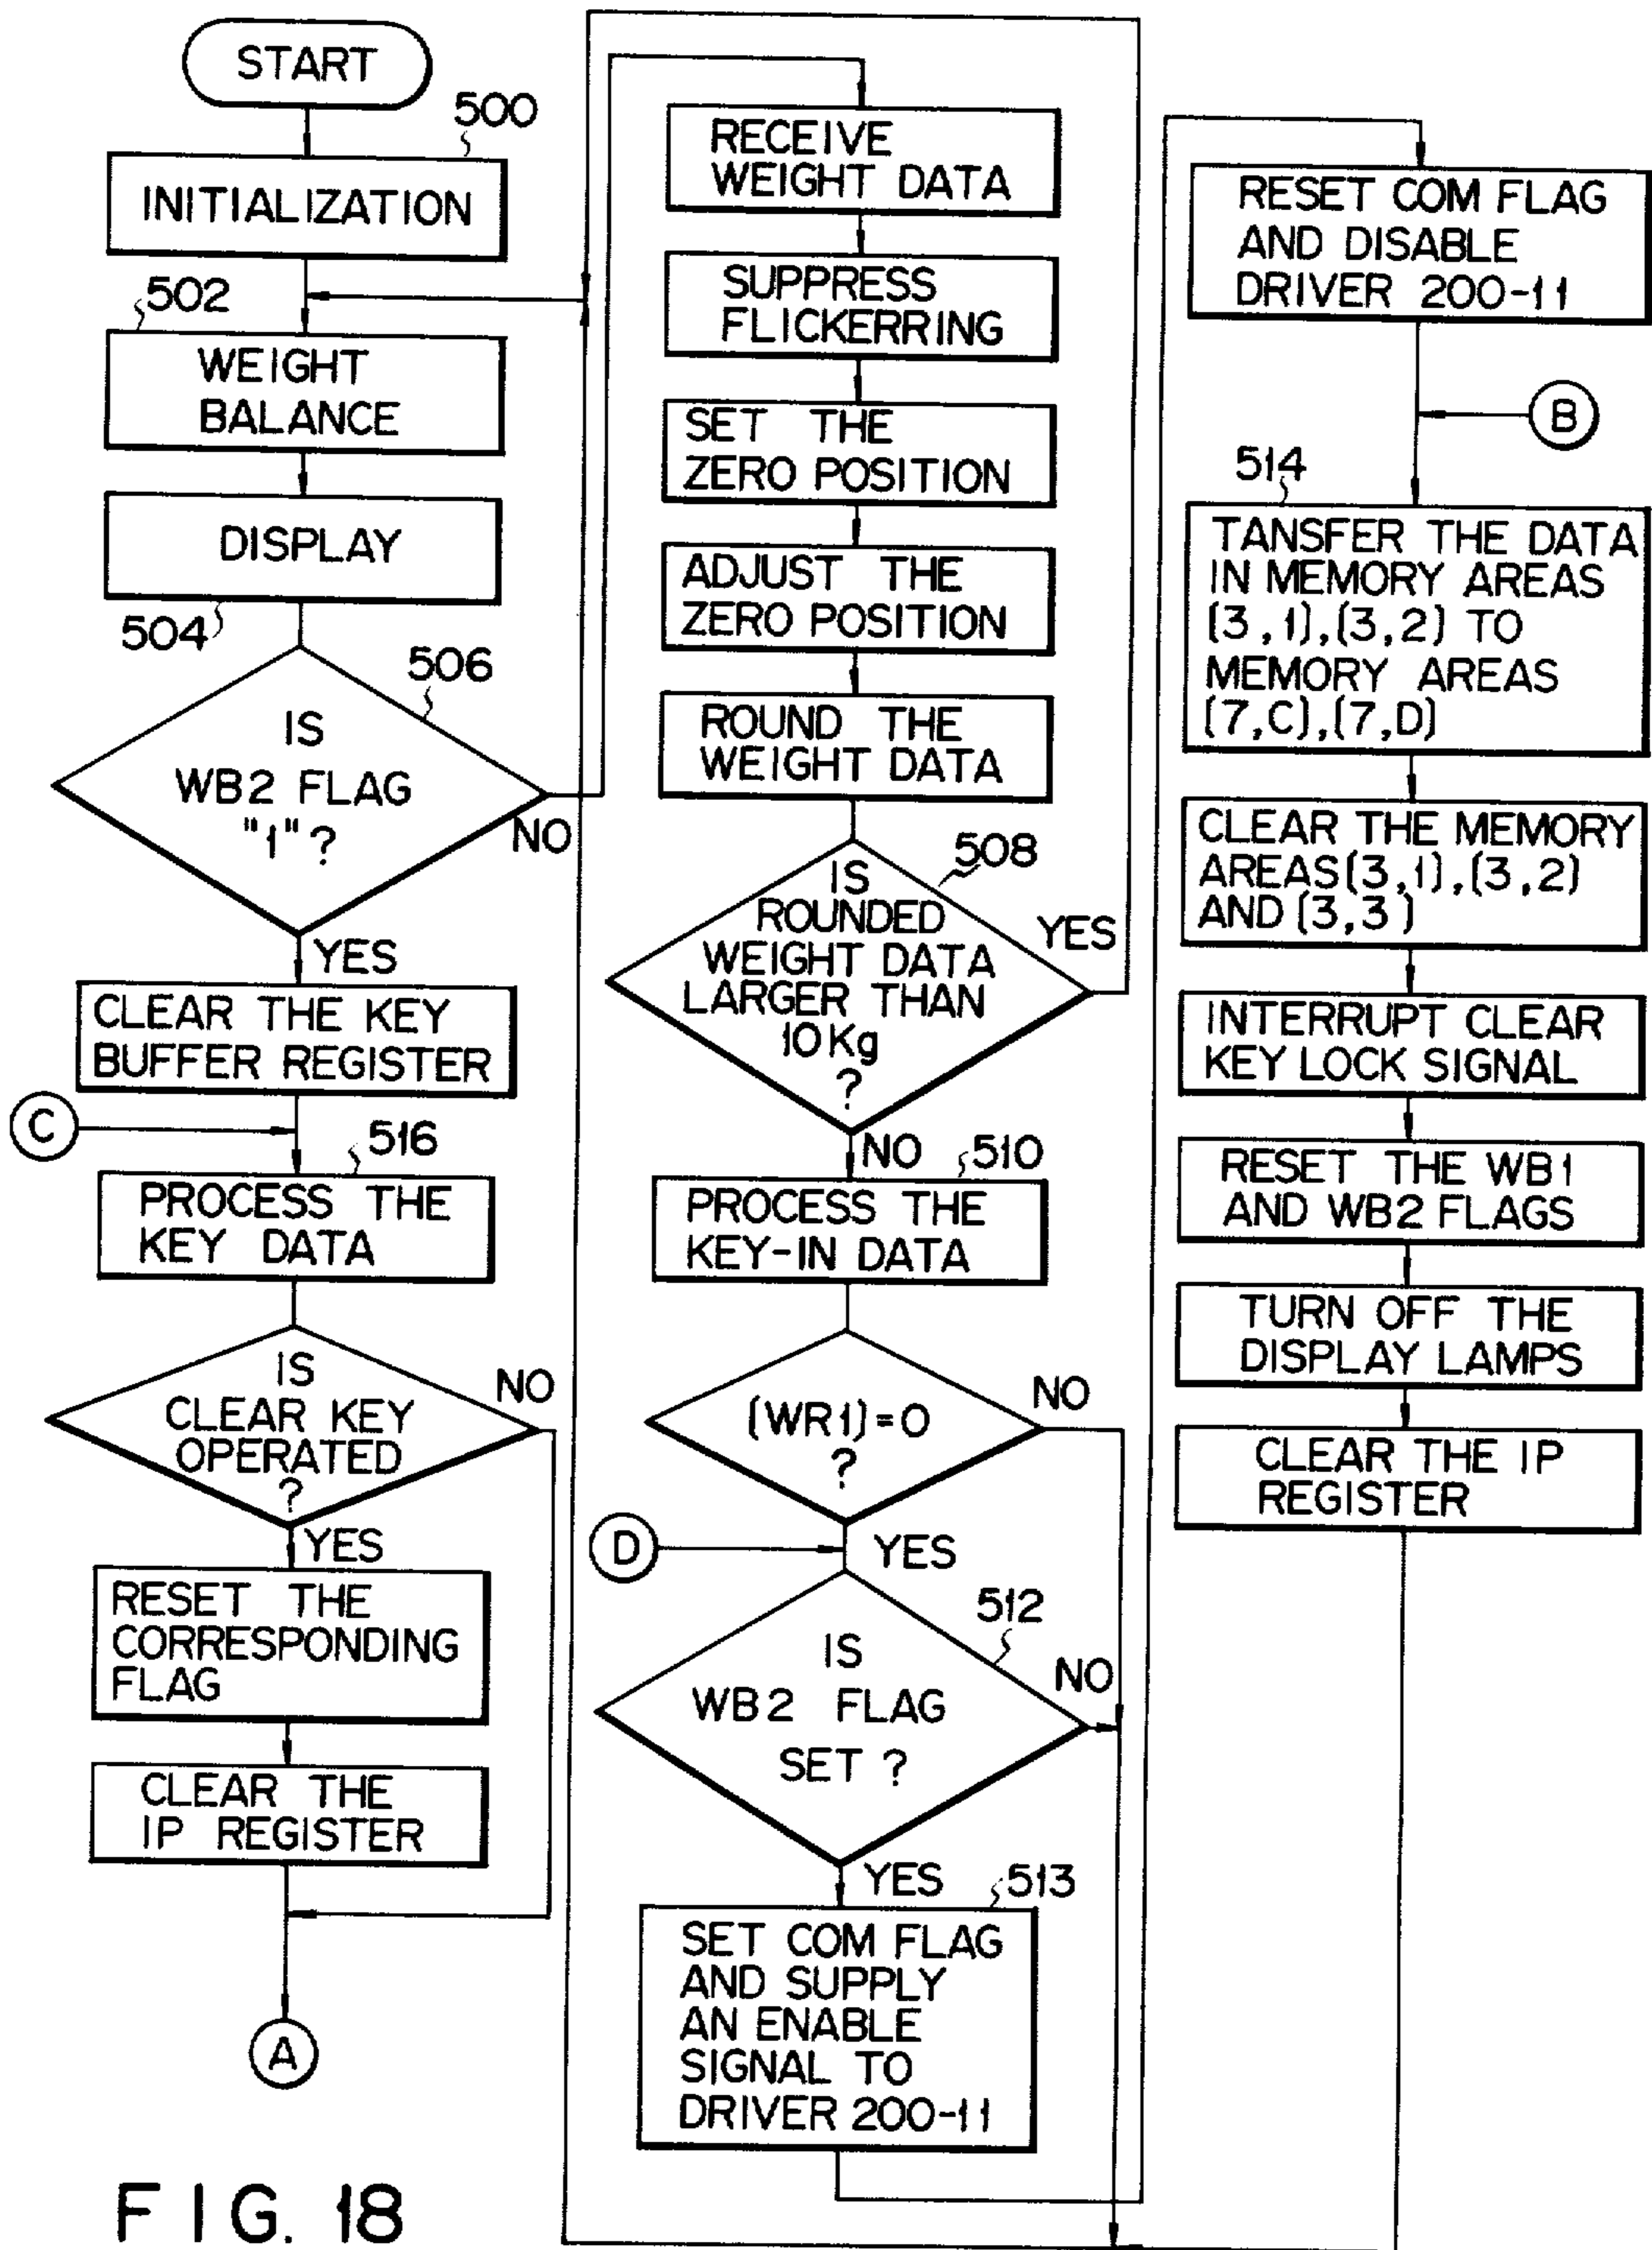 START
500
INITIALIZATION
502
WEIGHT
BALANCE
DISPLAY
504
506
IS
WB2 FLAG
"1"?
NO
YES
CLEAR THE KEY
BUFFER REGISTER
C
516
PROCESS THE
KEY DATA
IS
CLEAR KEY
OPERATED
?
NO
YES
RESET THE
CORRESPONDING
FLAG
CLEAR THE
IP REGISTER
A
RECEIVE
WEIGHT DATA
SUPPRESS
FLICKERRING
SET THE
ZERO POSITION
ADJUST THE
ZERO POSITION
ROUND THE
WEIGHT DATA
508
IS
ROUNDED
WEIGHT DATA
LARGER THAN
10Kg
?
YES
NO
510
PROCESS THE
KEY-IN DATA
(WR1)=0
?
NO
D
YES
512
IS
WB2 FLAG
SET ?
NO
YES
513
SET COM FLAG
AND SUPPLY
AN ENABLE
SIGNAL TO
DRIVER 200-11
RESET COM FLAG
AND DISABLE
DRIVER 200-11
B
514
TANSFER THE DATA
IN MEMORY AREAS
(3,1),(3,2) TO
MEMORY AREAS
(7,C),(7,D)
CLEAR THE MEMORY
AREAS(3,1),(3,2)
AND (3,3)
INTERRUPT CLEAR
KEY LOCK SIGNAL
RESET THE WB1
AND WB2 FLAGS
TURN OFF THE
DISPLAY LAMPS
CLEAR THE IP
REGISTER
FIG. 18